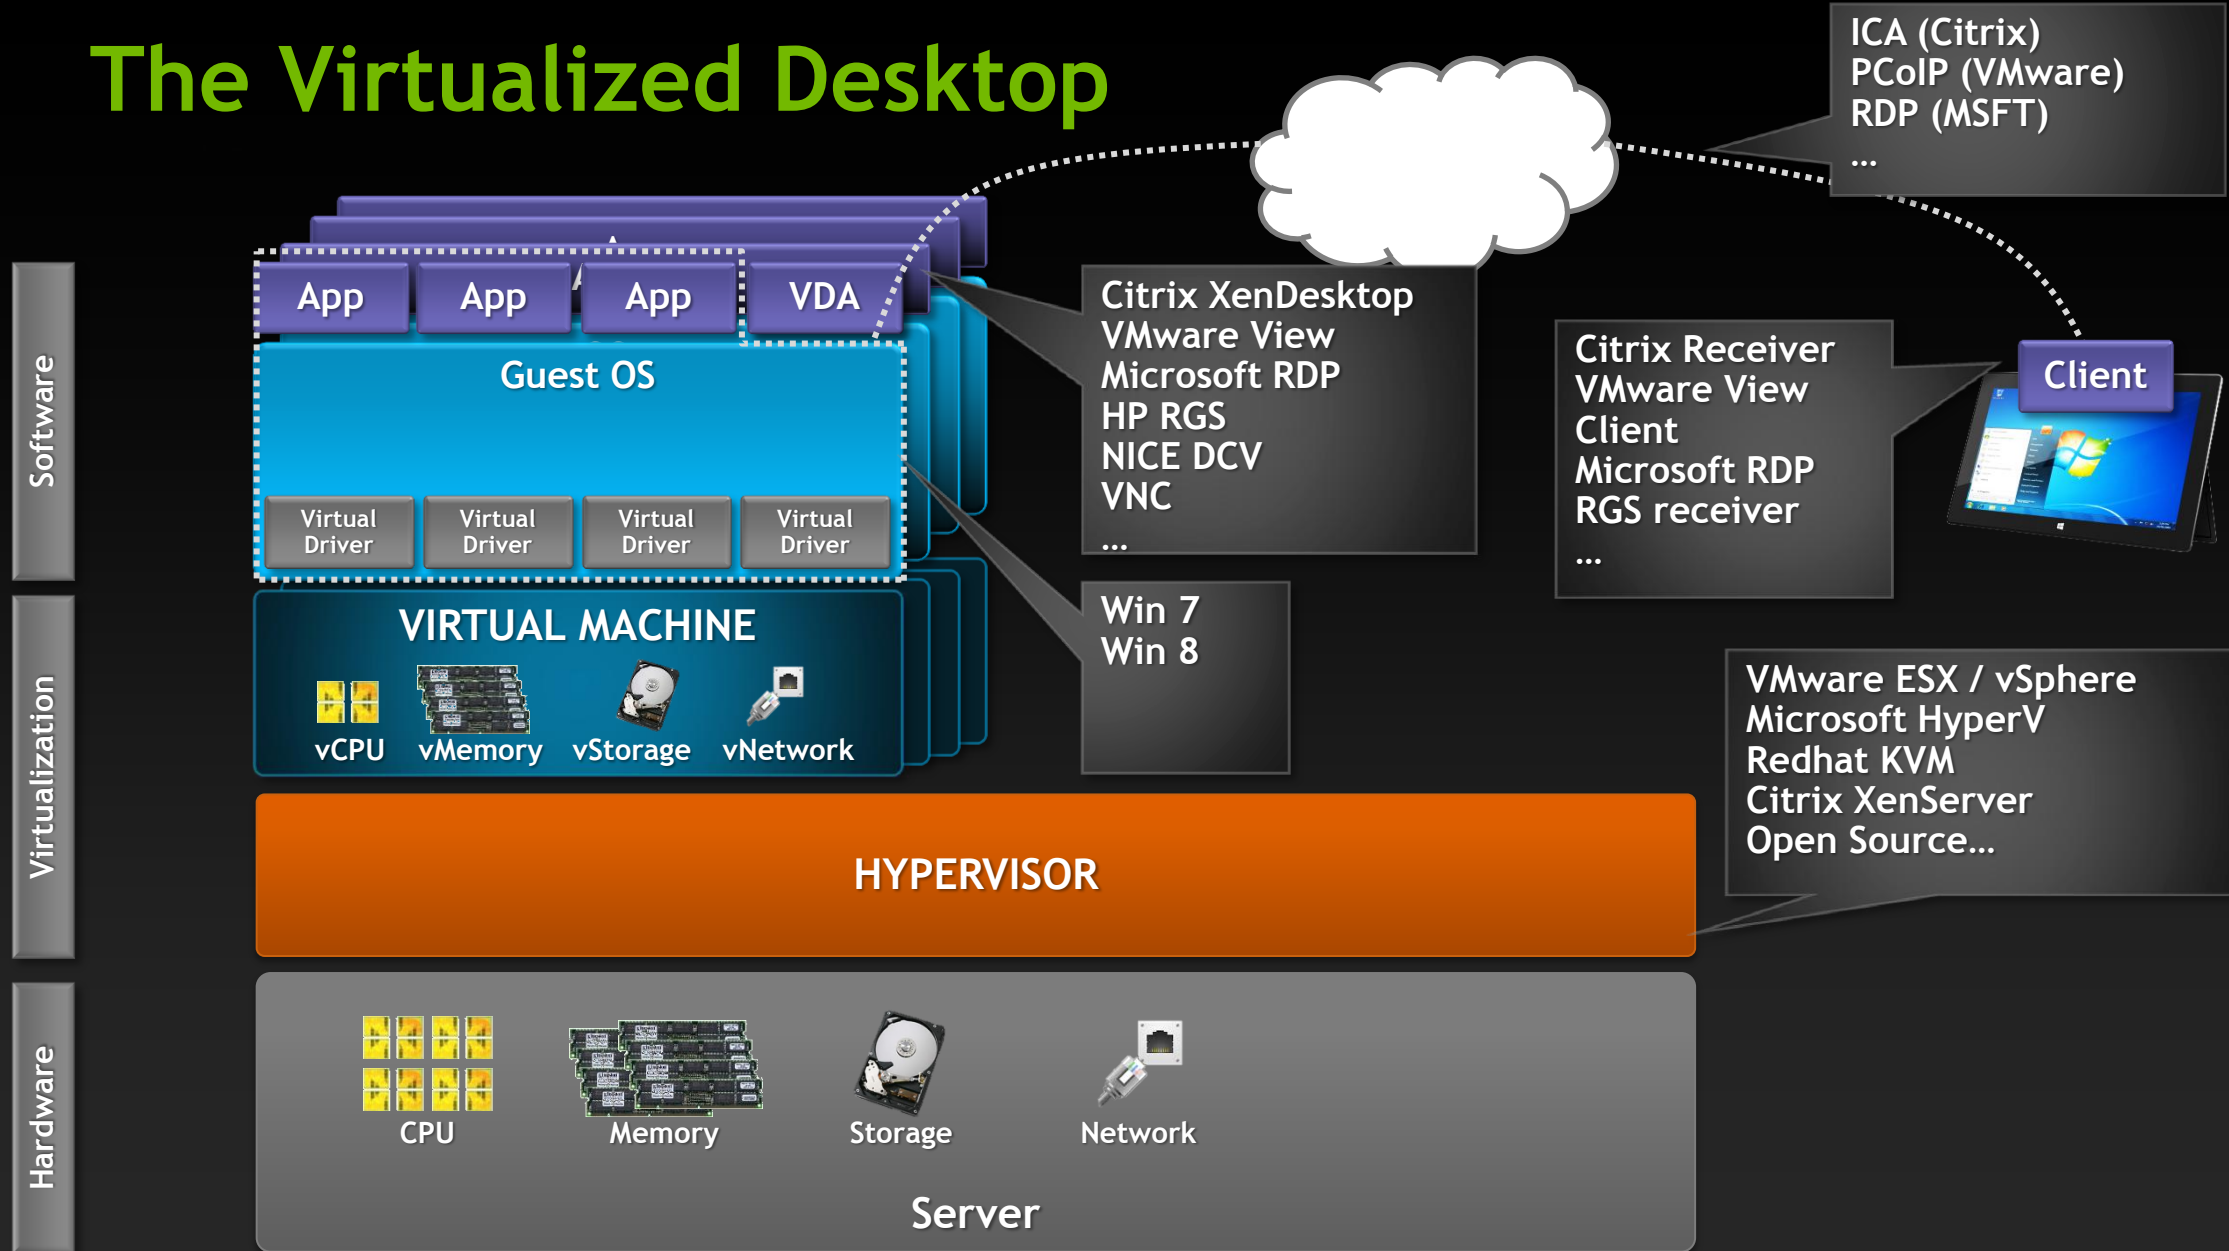 The Virtualized Desktop
ICA (Citrix)
PCoIP (VMware)
RDP (MSFT)
…
App
App
App
VDA
Guest OS
Virtual
Driver
Virtual
Driver
Virtual
Driver
Virtual
Driver
Citrix XenDesktop
VMware View
Microsoft RDP
HP RGS
NICE DCV
VNC
…
Citrix Receiver
VMware View
Client
Microsoft RDP
RGS receiver
…
Client
Software
VIRTUAL MACHINE
vCPU
vMemory
vStorage
vNetwork
Win 7
Win 8
Virtualization
HYPERVISOR
VMware ESX / vSphere
Microsoft HyperV
Redhat KVM
Citrix XenServer
Open Source…
Hardware
CPU
Memory
Storage
Network
Server